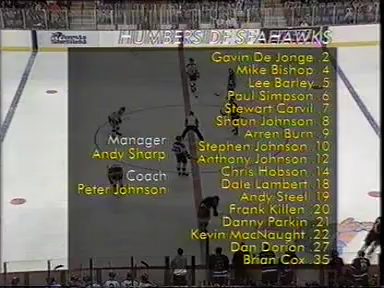 HUMBERSIDE SEAHAWKS
Gavin De Jonge .2
Mike Bishop .4
Lee Barley .5
Paul Simpson .6
Stewart Carvil .7
Shaun Johnson .8
Arren Burn .9
Stephen Johnson .10
Anthony Johnson .12
Chris Hobson .14
Dale Lambert .18
Andy Steel .19
Frank Killen .20
Danny Parkin .21
Kevin MacNaught .22
Dan Dorion .27
Brian Cox .35
Manager
Andy Sharp
Coach
Peter Johnson